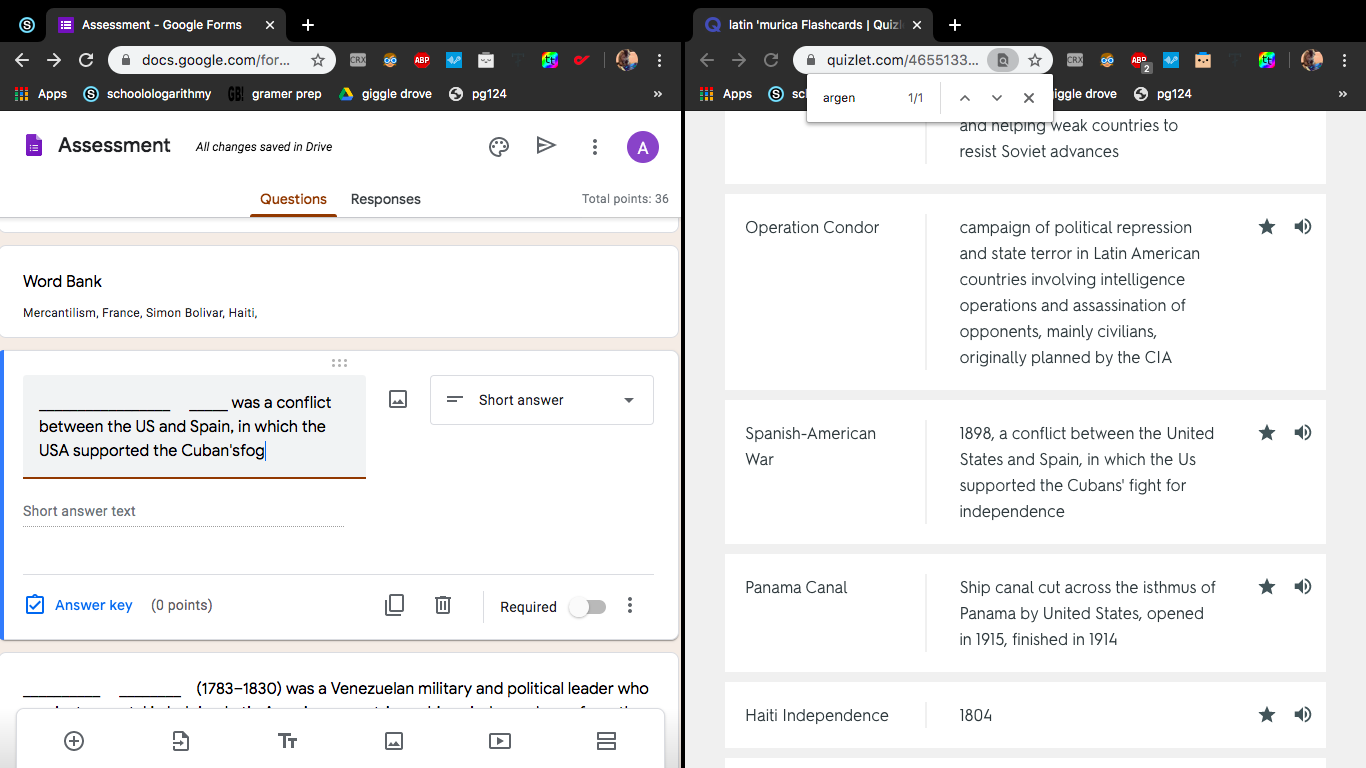 Assessment - Google Forms
latin 'murica Flashcards | Quizl
docs.google.com/for...
quizlet.com/4655133...
CRX
ABP
CRX
ABP
2
Apps
schoolologarithmy
GB!
gramer prep
giggle drove
pg124
»
Apps
giggle drove
pg124
»
argen
1/1
Assessment
All changes saved in Drive
A
Questions
Responses
Total points: 36
Word Bank
Mercantilism, France, Simon Bolivar, Haiti,
_________________ _____ was a conflict
between the US and Spain, in which the
USA supported the Cuban'sfog
Short answer
Short answer text
Answer key
(0 points)
Required
__________ ________ (1783–1830) was a Venezuelan military and political leader who
and helping weak countries to
resist Soviet advances
Operation Condor
campaign of political repression
and state terror in Latin American
countries involving intelligence
operations and assassination of
opponents, mainly civilians,
originally planned by the CIA
Spanish-American
War
1898, a conflict between the United
States and Spain, in which the Us
supported the Cubans' fight for
independence
Panama Canal
Ship canal cut across the isthmus of
Panama by United States, opened
in 1915, finished in 1914
Haiti Independence
1804